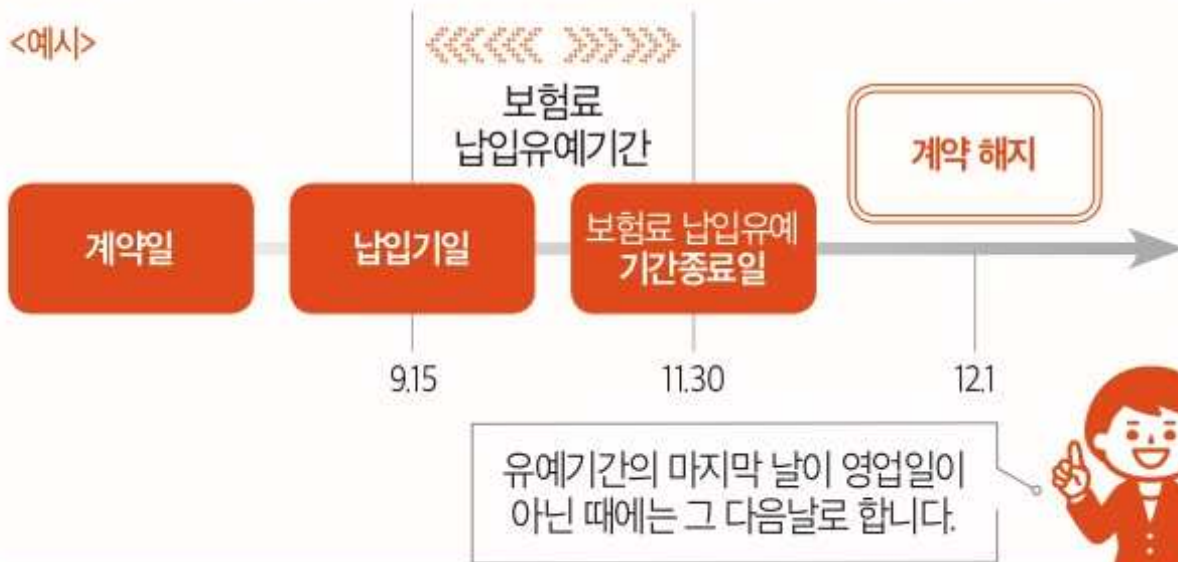 <예시>
보험료
납입유예기간
계약 해지
계약일
납입기일
보험료 납입유예
기간종료일
9.15
11.30
12.1
유예기간의 마지막 날이 영업일이
아닌 때에는 그 다음날로 합니다.